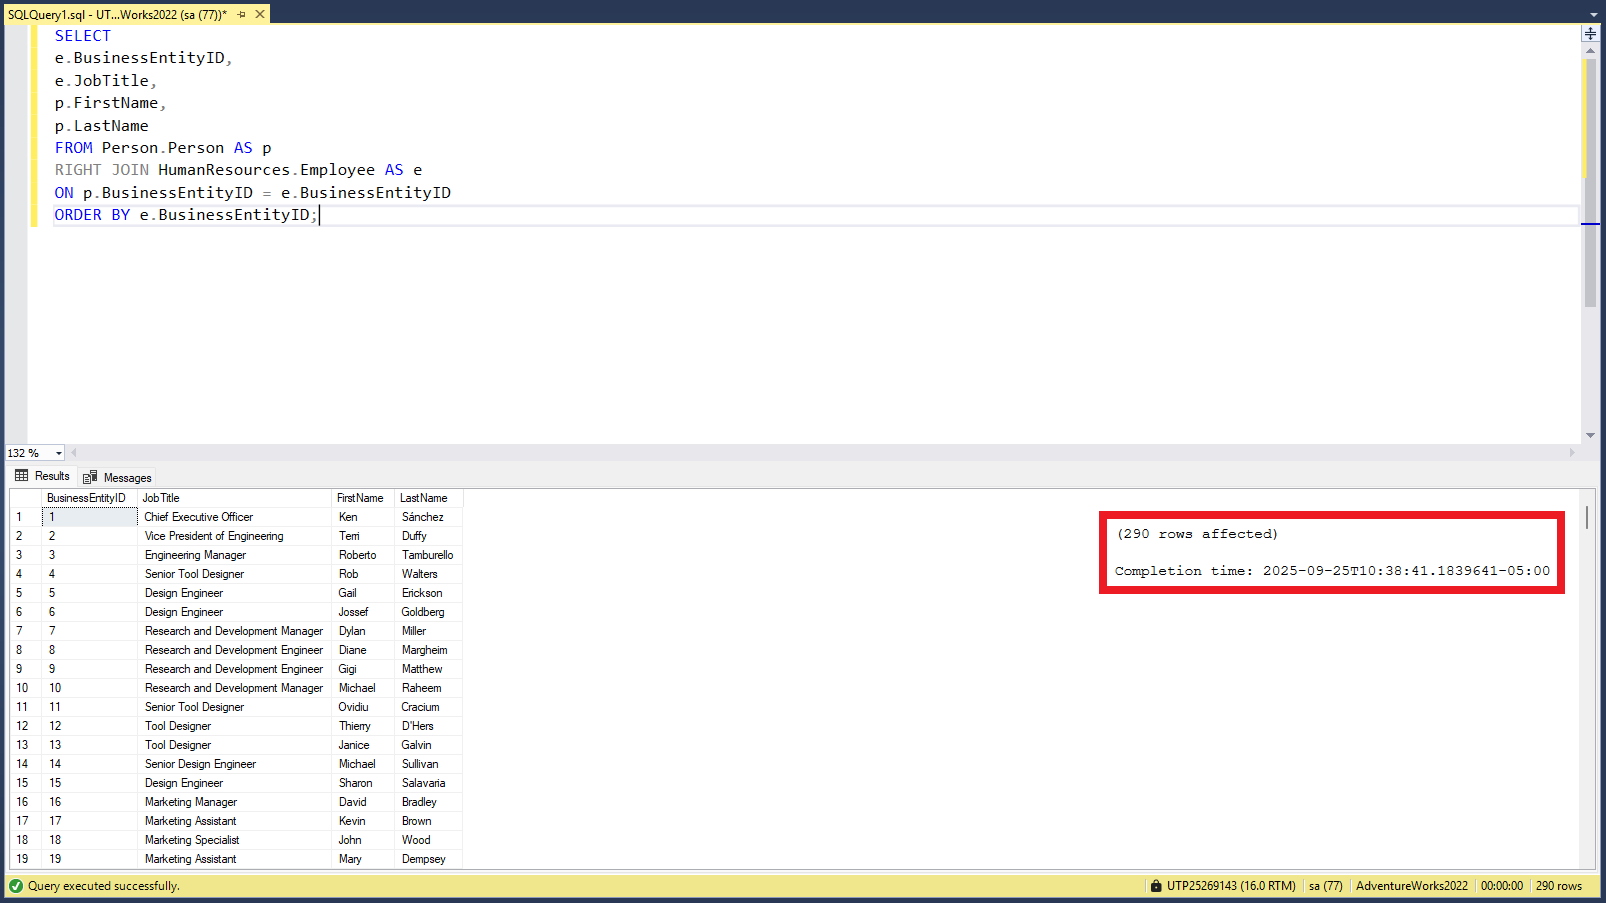 SQLQuery1.sql - UT...Works2022 (sa (77))*
SELECT
e.BusinessEntityID,
e.JobTitle,
p.FirstName,
p.LastName
FROM Person.Person AS p
RIGHT JOIN HumanResources.Employee AS e
ON p.BusinessEntityID = e.BusinessEntityID
ORDER BY e.BusinessEntityID;
132 %
Results Messages
BusinessEntityID JobTitle FirstName LastName
1 1 Chief Executive Officer Ken Sánchez
2 2 Vice President of Engineering Terri Duffy
3 3 Engineering Manager Roberto Tamburello
4 4 Senior Tool Designer Rob Walters
5 5 Design Engineer Gail Erickson
6 6 Design Engineer Jossef Goldberg
7 7 Research and Development Manager Dylan Miller
8 8 Research and Development Engineer Diane Margheim
9 9 Research and Development Engineer Gigi Matthew
10 10 Research and Development Manager Michael Raheem
11 11 Senior Tool Designer Ovidiu Cracium
12 12 Tool Designer Thierry D'Hers
13 13 Tool Designer Janice Galvin
14 14 Senior Design Engineer Michael Sullivan
15 15 Design Engineer Sharon Salavaria
16 16 Marketing Manager David Bradley
17 17 Marketing Assistant Kevin Brown
18 18 Marketing Specialist John Wood
19 19 Marketing Assistant Mary Dempsey
(290 rows affected)
Completion time: 2025-09-25T10:38:41.1839641-05:00
Query executed successfully. UTP25269143 (16.0 RTM) sa (77) AdventureWorks2022 00:00:00 290 rows